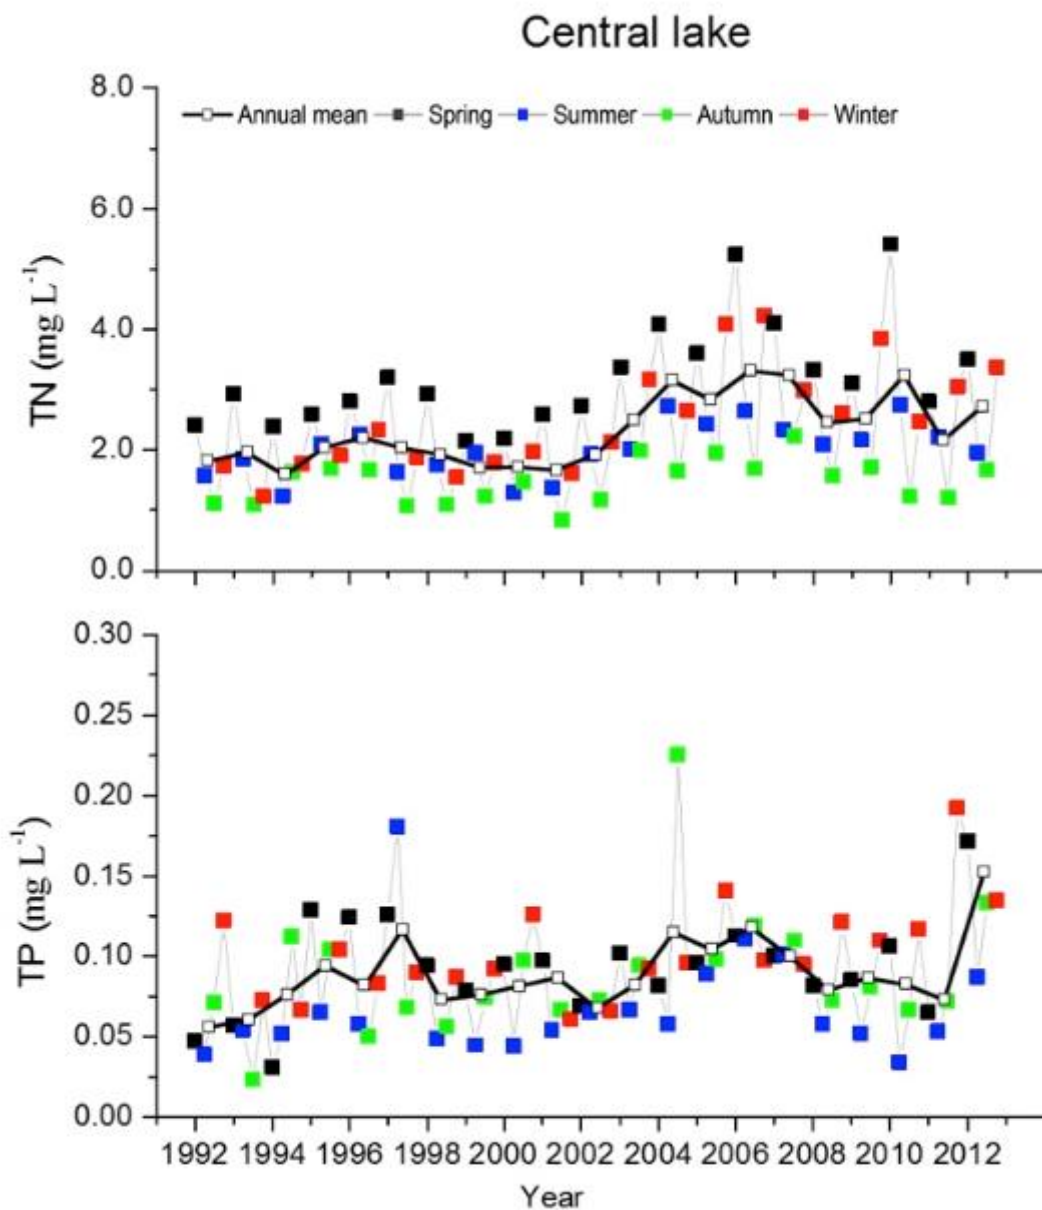 Central lake
8.0
Annual mean Spring Summer Autumn Winter
6.0
TN (mg L-1)
4.0
2.0
0.0
0.30
0.25
0.20
TP (mg L-1)
0.15
0.10
0.05
0.00
1992 1994 1996 1998 2000 2002 2004 2006 2008 2010 2012
Year